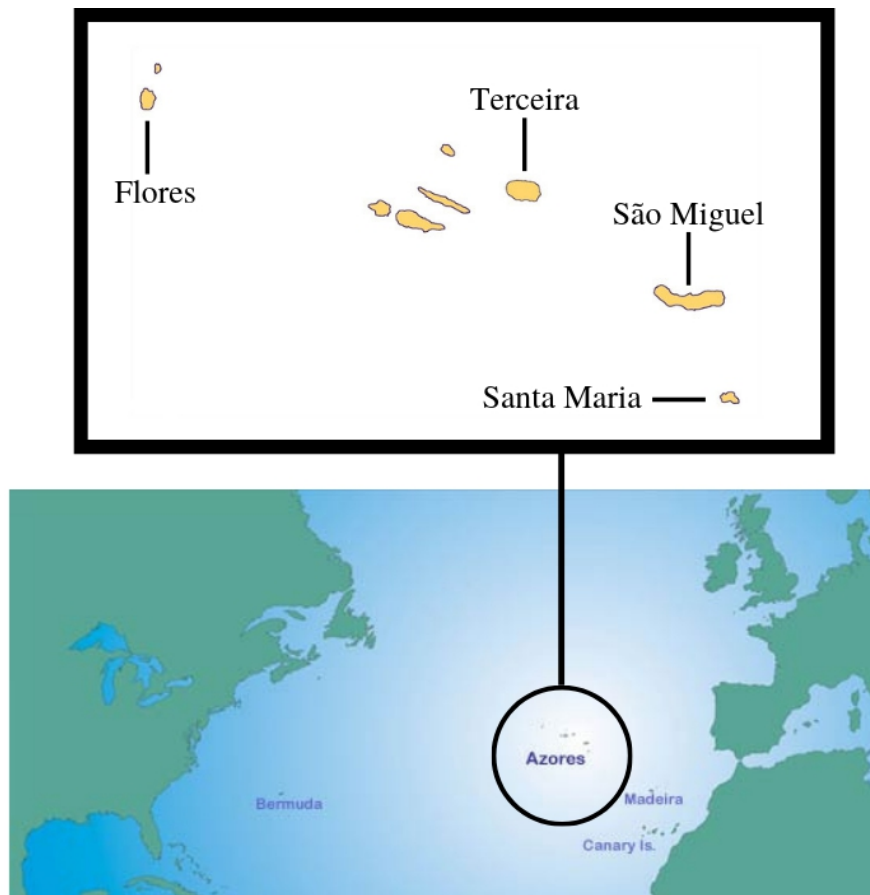 Terceira
Flores
São Miguel
Santa Maria
Azores
Bermuda
Madeira
Canary Is.